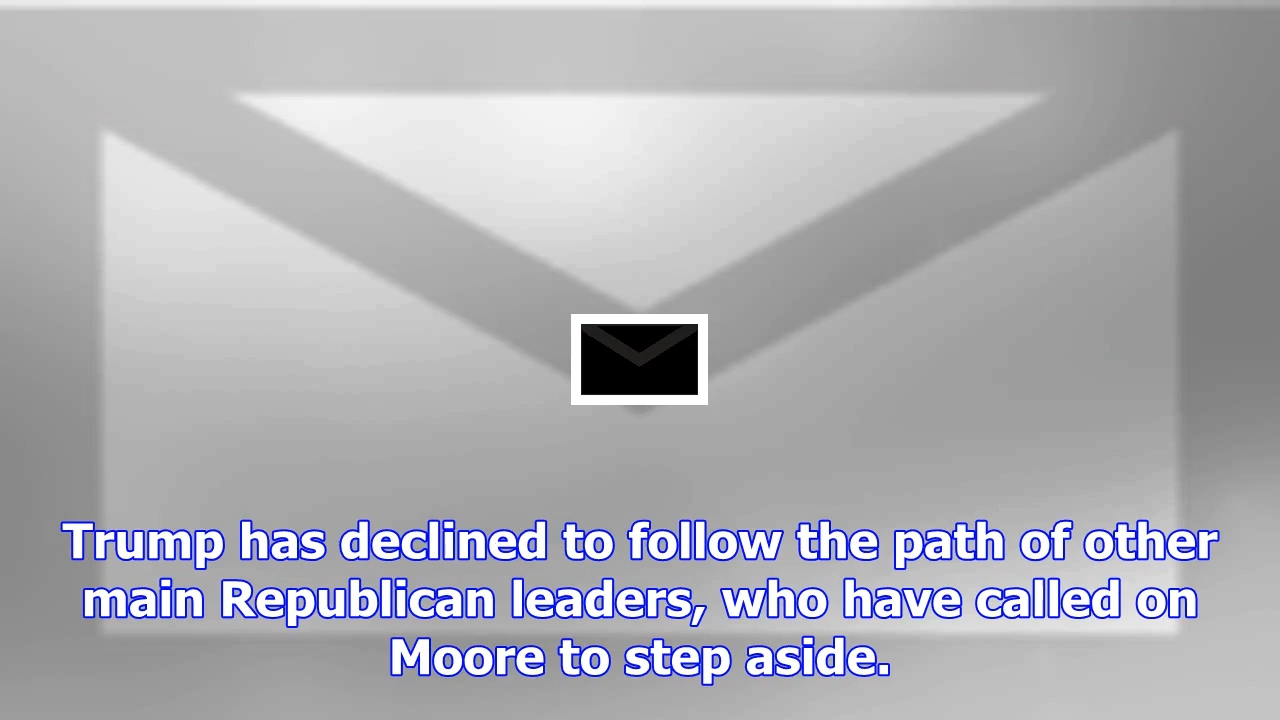 Trump has declined to follow the path of other
main Republican leaders, who have called on
Moore to step aside.